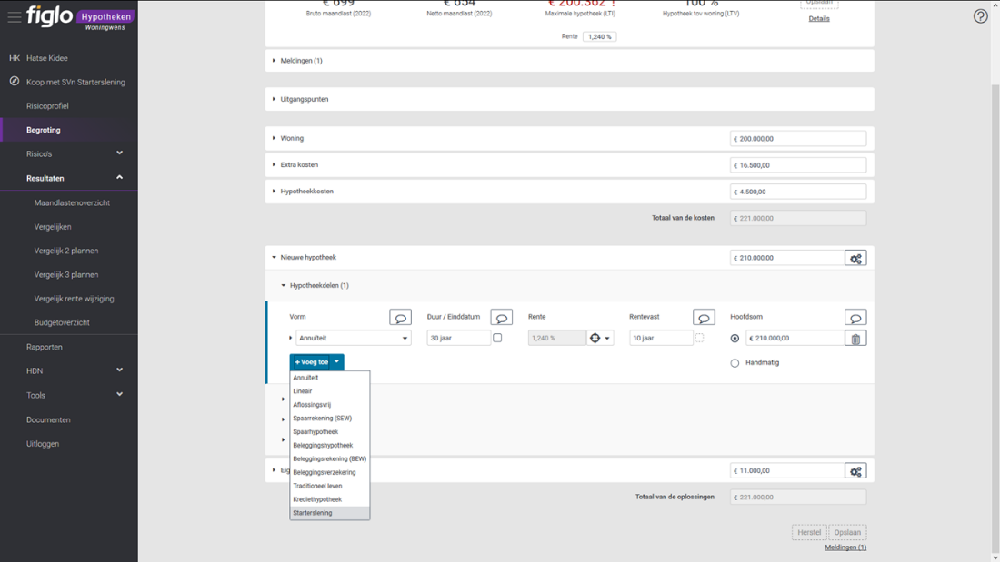 figlo Hypotheken
Woningwens
HK Hatse Kidee
Koop met SVn Starterslening
Risicoprofiel
Begroting
Risico's
Resultaten
Maandlastenoverzicht
Vergelijken
Vergelijk 2 plannen
Vergelijk 3 plannen
Vergelijk rente wijziging
Budgetoverzicht
Rapporten
HDN
Tools
Documenten
Uitloggen
€ 699 € 654 € 200.362 ! 100 % Opslaan
Bruto maandlast (2022) Netto maandlast (2022) Maximale hypotheek (LTI) Hypotheek tov woning (LTV) Details
Rente 1,240 %
Meldingen (1)
Uitgangspunten
Woning € 200.000,00
Extra kosten € 16.500,00
Hypotheekkosten € 4.500,00
Totaal van de kosten € 221.000,00
Nieuwe hypotheek € 210.000,00
Hypotheekdelen (1)
Vorm Duur / Einddatum Rente Rentevast Hoofdsom
Annuïteit 30 jaar 1,240 % 10 jaar € 210.000,00
+ Voeg toe Handmatig
Annuïteit
Lineair
Aflossingsvrij
Spaarrekening (SEW)
Spaarhypotheek
Beleggingshypotheek
Beleggingsrekening (BEW)
Beleggingsverzekering
Traditioneel leven
Krediethypotheek
Starterslening
€ 11.000,00
Totaal van de oplossingen € 221.000,00
Herstel Opslaan
Meldingen (1)